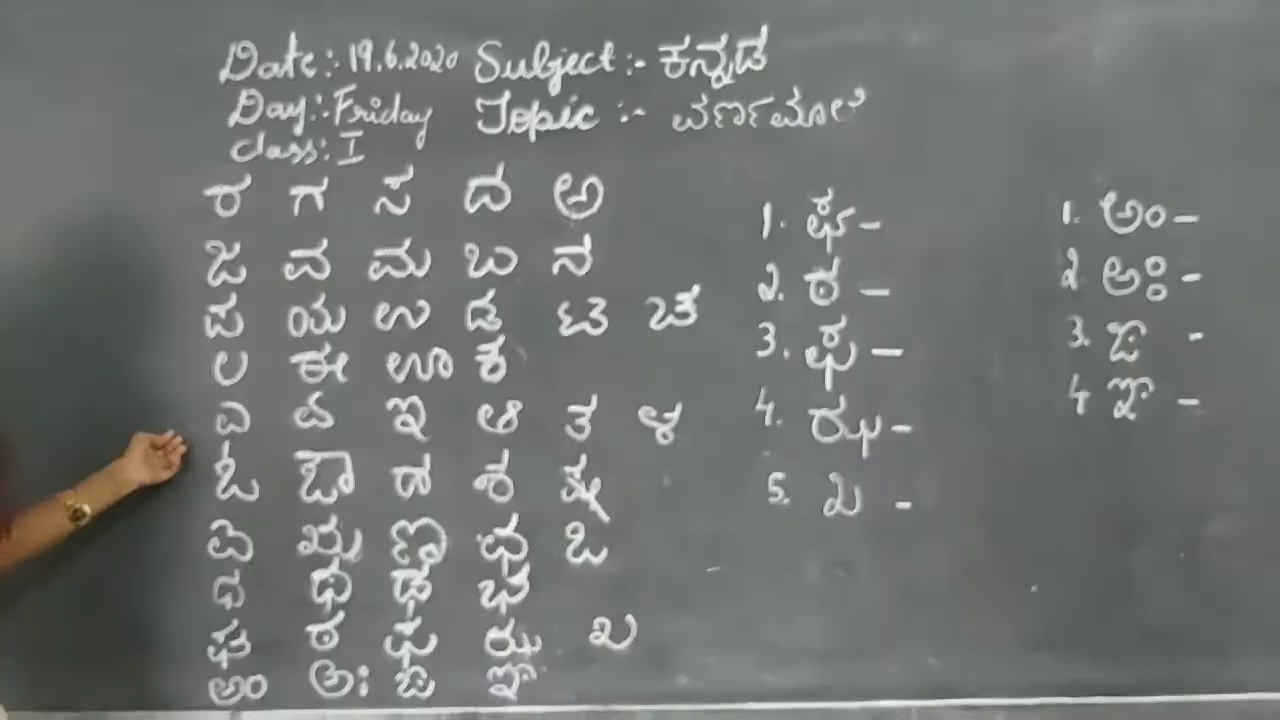 Date:- 19.6.2020 Subject:- ಕನ್ನಡ
Day:- Friday Topic:- ವರ್ಣಮಾಲೆ
class: I
ರ ಗ ಸ ದ ಅ
ಜ ವ ಮ ಬ ನ
ಪ ಯ ಉ ಡ ಟ ಚ
ಲ ಈ ಊ ಕ
ಎ ಏ ಇ ಆ ತ ಳ
ಓ ಔ ಹ ಶ
ಐ ಋ ಣ ಛ ಒ
ಧ ಥ ಢ ಭ
ಘ ಠ ಫ ಝ ಖ
ಅಂ ಅಃ ಙ ಞ
1. ಘ -
2. ಠ -
3. ಫ -
4. ಝ -
5. ಖ -
1. ಅಂ -
2 ಅಃ -
3. ಙ -
4 ಞ -